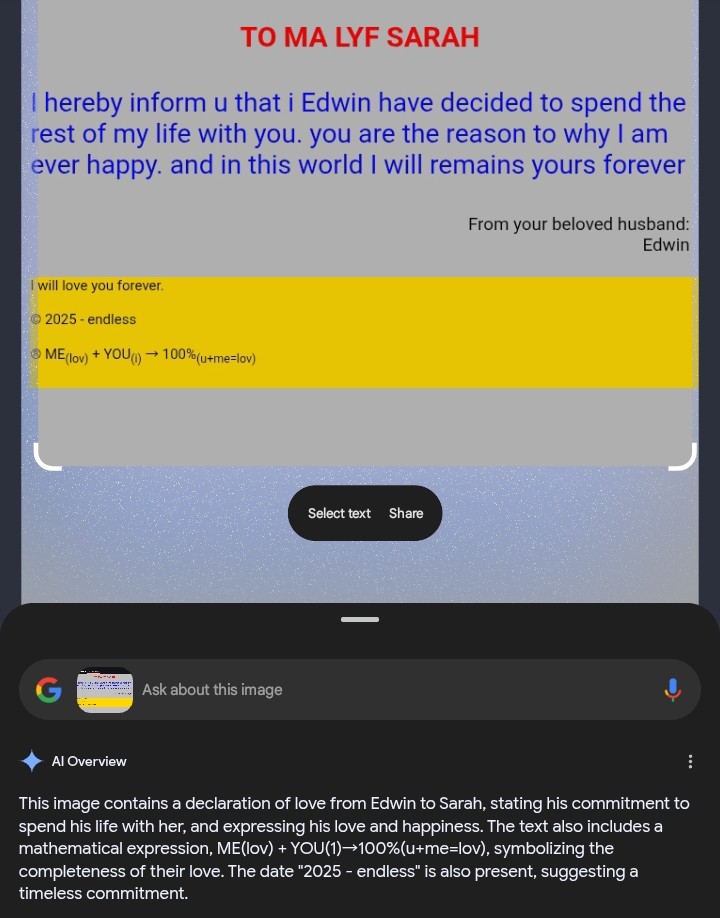 TO MA LYF SARAH
I hereby inform u that i Edwin have decided to spend the
rest of my life with you. you are the reason to why I am
ever happy. and in this world I will remains yours forever
From your beloved husband:
Edwin
I will love you forever.
© 2025 - endless
® ME(lov) + YOU(i) → 100%(u+me=lov)
Select text Share
Ask about this image
AI Overview
This image contains a declaration of love from Edwin to Sarah, stating his commitment to
spend his life with her, and expressing his love and happiness. The text also includes a
mathematical expression, ME(lov) + YOU(1)→100%(u+me=lov), symbolizing the
completeness of their love. The date "2025 - endless" is also present, suggesting a
timeless commitment.